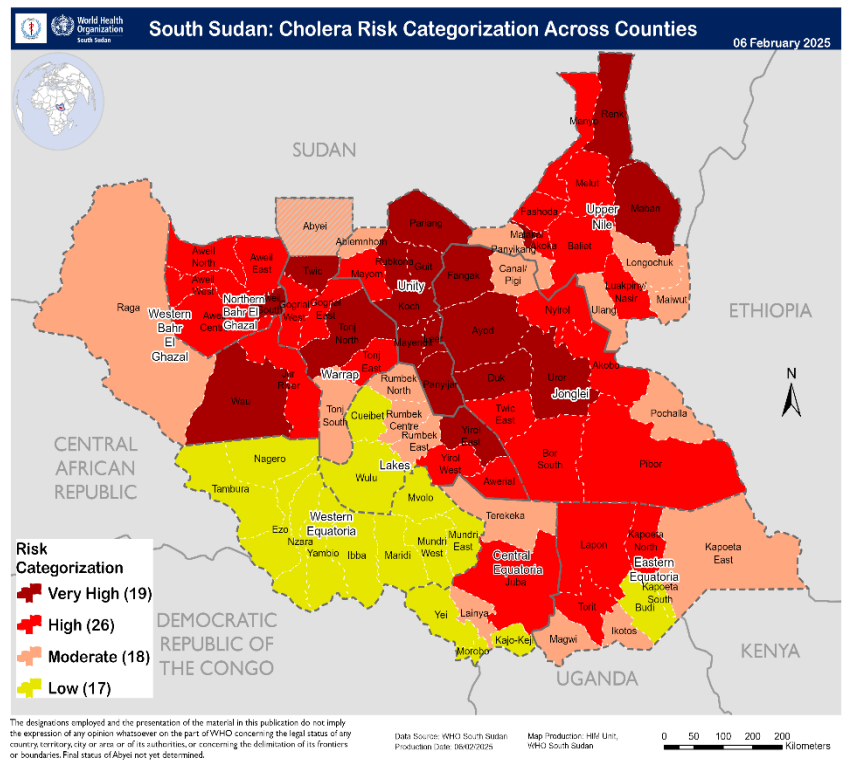 World Health
Organization
South Sudan
South Sudan: Cholera Risk Categorization Across Counties
06 February 2025
SUDAN
Manyo
Renk
Melut
Maban
Fashoda
Upper
Nile
Abyei
Pariang
Abiemnhom
Panyikang
Akoka
Baliet
Longochuk
Aweil
North
Aweil
East
Aweil
West
Twic
Mayom
Rubkona
Guit
Unity
Fangak
Canal/
Pigi
Luakpiny/
Nasir
Maiwut
Ulang
Nyirol
ETHIOPIA
Raga
Western
Bahr
El
Ghazal
Northern
Bahr El
Ghazal
Gogrial
West
Gogrial
East
Koch
Tonj
North
Mayendit
Ayod
Tonj
East
Warrap
Jur
River
Wau
Rumbek
North
Panyijiar
Duk
Uror
Jonglei
Akobo
Pochalla
Tonj
South
Cueibet
Rumbek
Centre
Rumbek
East
Yirol
East
Twic
East
Yirol
West
Lakes
Bor
South
Pibor
N
CENTRAL
AFRICAN
REPUBLIC
Nagero
Tambura
Wulu
Awerial
Mvolo
Terekeka
Western
Equatoria
Ezo
Nzara
Yambio
Ibba
Maridi
Mundri
West
Mundri
East
Central
Equatoria
Juba
Lapon
Kapoeta
North
Kapoeta
East
Eastern
Equatoria
Kapoeta
South
Budi
Torit
Ikotos
Magwi
Lainya
Yei
Morobo
Kajo-Keji
Risk
Categorization
Very High (19)
High (26)
Moderate (18)
Low (17)
DEMOCRATIC
REPUBLIC OF
THE CONGO
UGANDA
KENYA
The designations employed and the presentation of the material in this publication do not imply
the expression of any opinion whatsoever on the part of WHO concerning the legal status of any
country, territory, city or area or of its authorities, or concerning the delimitation of its frontiers
or boundaries. Final status of Abyei not yet determined.
Data Source: WHO South Sudan
Production Date: 06/02/2025
Map Production: HIM Unit,
WHO South Sudan
0 50 100 150 200
Kilometers